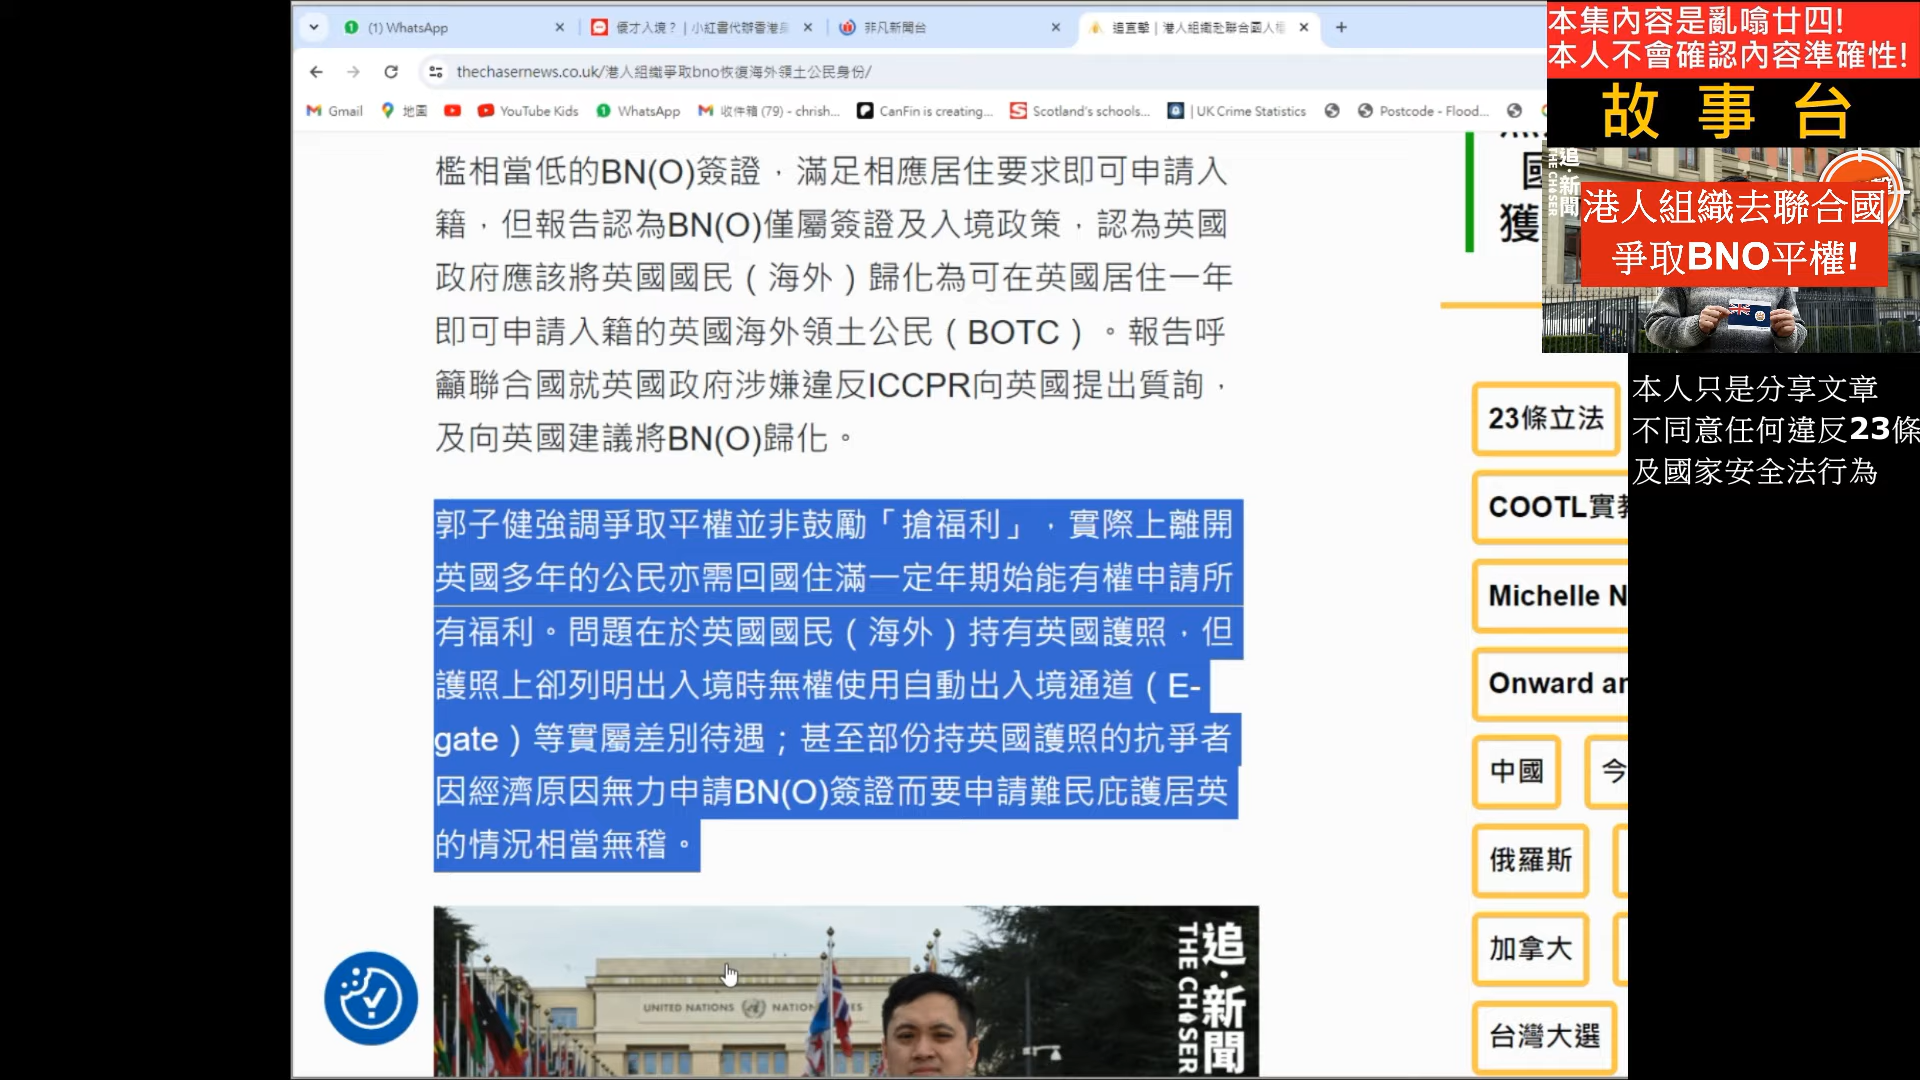 (1) WhatsApp
優才入境？｜小紅書代辦香港
非凡新聞台
追直擊｜港人組織赴聯合國人權
thechasernews.co.uk/港人組織爭取bno恢復海外領土公民身份/
Gmail
地圖
YouTube Kids
WhatsApp
收件箱 (79) - chrish...
CanFin is creating...
Scotland's schools...
| UK Crime Statistics
Postcode - Flood...
檻相當低的BN(O)簽證，滿足相應居住要求即可申請入
籍，但報告認為BN(O)僅屬簽證及入境政策，認為英國
政府應該將英國國民（海外）歸化為可在英國居住一年
即可申請入籍的英國海外領土公民（BOTC）。報告呼
籲聯合國就英國政府涉嫌違反ICCPR向英國提出質詢，
及向英國建議將BN(O)歸化。
郭子健強調爭取平權並非鼓勵「搶福利」，實際上離開
英國多年的公民亦需回國住滿一定年期始能有權申請所
有福利。問題在於英國國民（海外）持有英國護照，但
護照上卻列明出入境時無權使用自動出入境通道（E-
gate）等實屬差別待遇；甚至部份持英國護照的抗爭者
因經濟原因無力申請BN(O)簽證而要申請難民庇護居英
的情況相當無稽。
UNITED NATIONS
追·新聞
THE CHASER
國
獲
23條立法
COOTL實
Michelle N
Onward a
中國
今
俄羅斯
加拿大
台灣大選
本集內容是亂噏廿四!
本人不會確認內容準確性!
故事台
追·新聞
THE CHASER
港人組織去聯合國
爭取BNO平權!
本人只是分享文章
不同意任何違反23條
及國家安全法行為